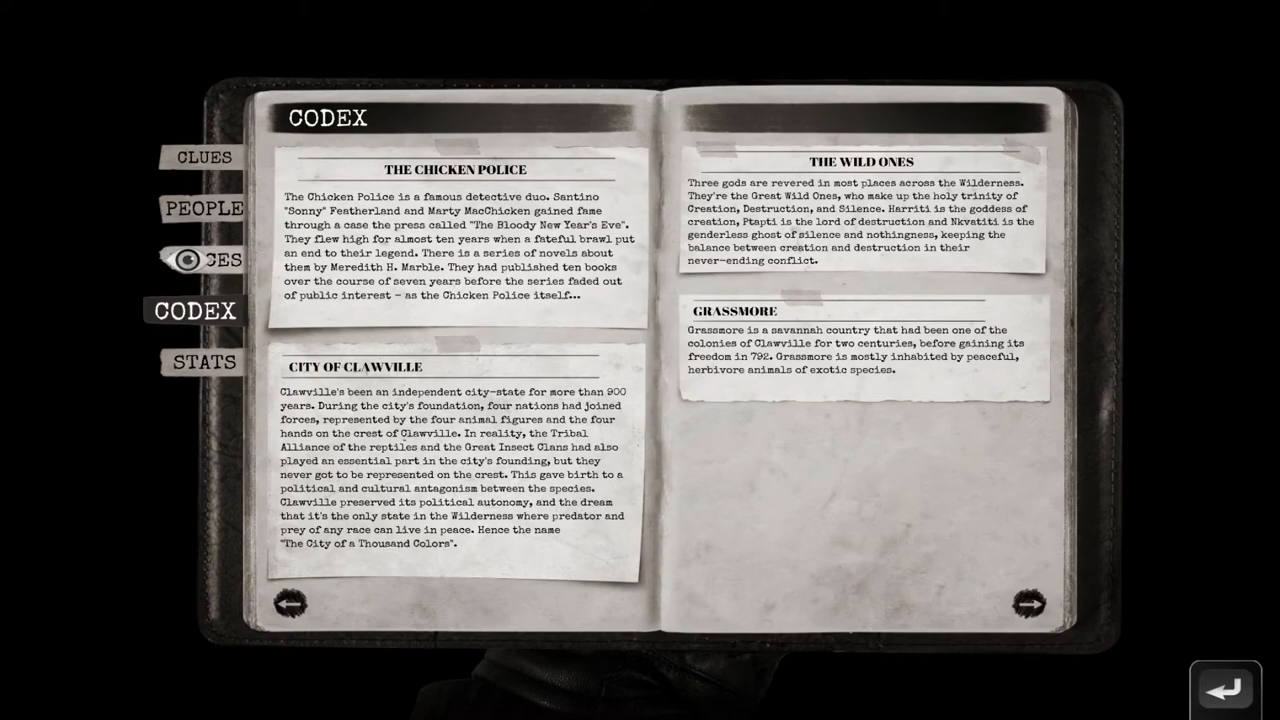 CODEX
CLUES
PEOPLE
CES
CODEX
STATS
THE CHICKEN POLICE
The Chicken Police is a famous detective duo. Santino
"Sonny" Featherland and Marty MacChicken gained fame
through a case the press called "The Bloody New Year's Eve".
They flew high for almost ten years when a fateful brawl put
an end to their legend. There is a series of novels about
them by Meredith H. Marble. They had published ten books
over the course of seven years before the series faded out
of public interest - as the Chicken Police itself...
CITY OF CLAWVILLE
Clawville's been an independent city-state for more than 900
years. During the city's foundation, four nations had joined
forces, represented by the four animal figures and the four
hands on the crest of Clawville. In reality, the Tribal
Alliance of the reptiles and the Great Insect Clans had also
played an essential part in the city's founding, but they
never got to be represented on the crest. This gave birth to a
political and cultural antagonism between the species.
Clawville preserved its political autonomy, and the dream
that it's the only state in the Wilderness where predator and
prey of any race can live in peace. Hence the name
"The City of a Thousand Colors".
THE WILD ONES
Three gods are revered in most places across the Wilderness.
They're the Great Wild Ones, who make up the holy trinity of
Creation, Destruction, and Silence. Harriti is the goddess of
creation, Ptapti is the lord of destruction and Nkvatiti is the
genderless ghost of silence and nothingness, keeping the
balance between creation and destruction in their
never-ending conflict.
GRASSMORE
Grassmore is a savannah country that had been one of the
colonies of Clawville for two centuries, before gaining its
freedom in 792. Grassmore is mostly inhabited by peaceful,
herbivore animals of exotic species.